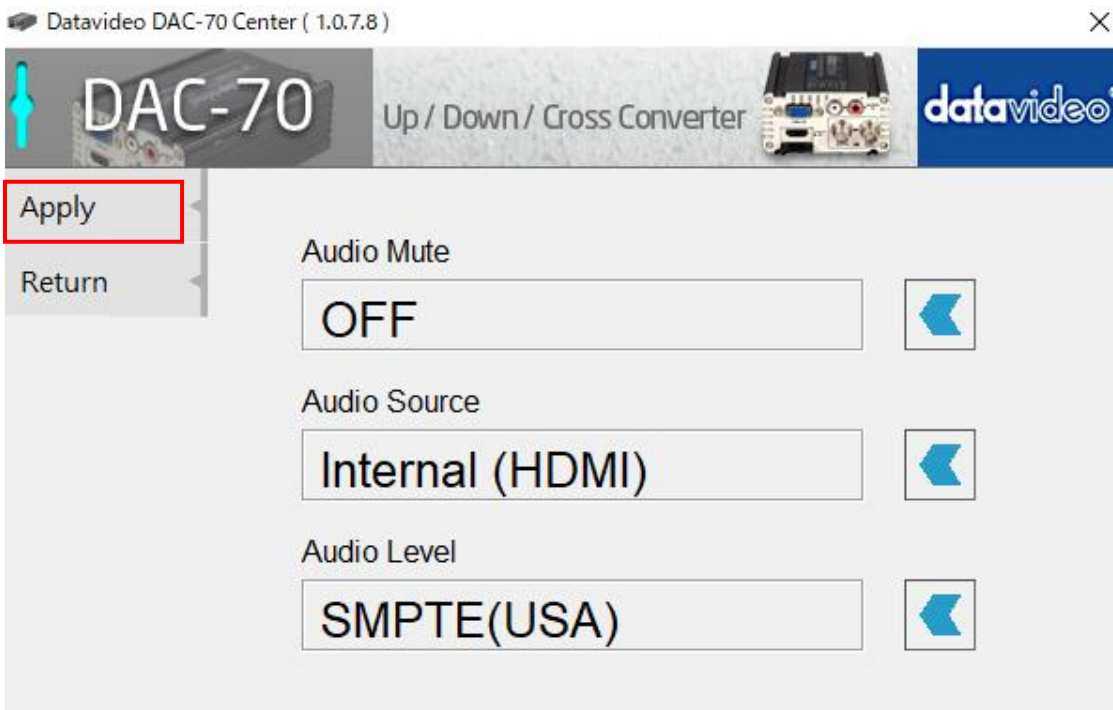 Datavideo DAC-70 Center ( 1.0.7.8 )
DAC-70
Up / Down / Cross Converter
datavideo
Apply
Return
Audio Mute
OFF
Audio Source
Internal (HDMI)
Audio Level
SMPTE(USA)